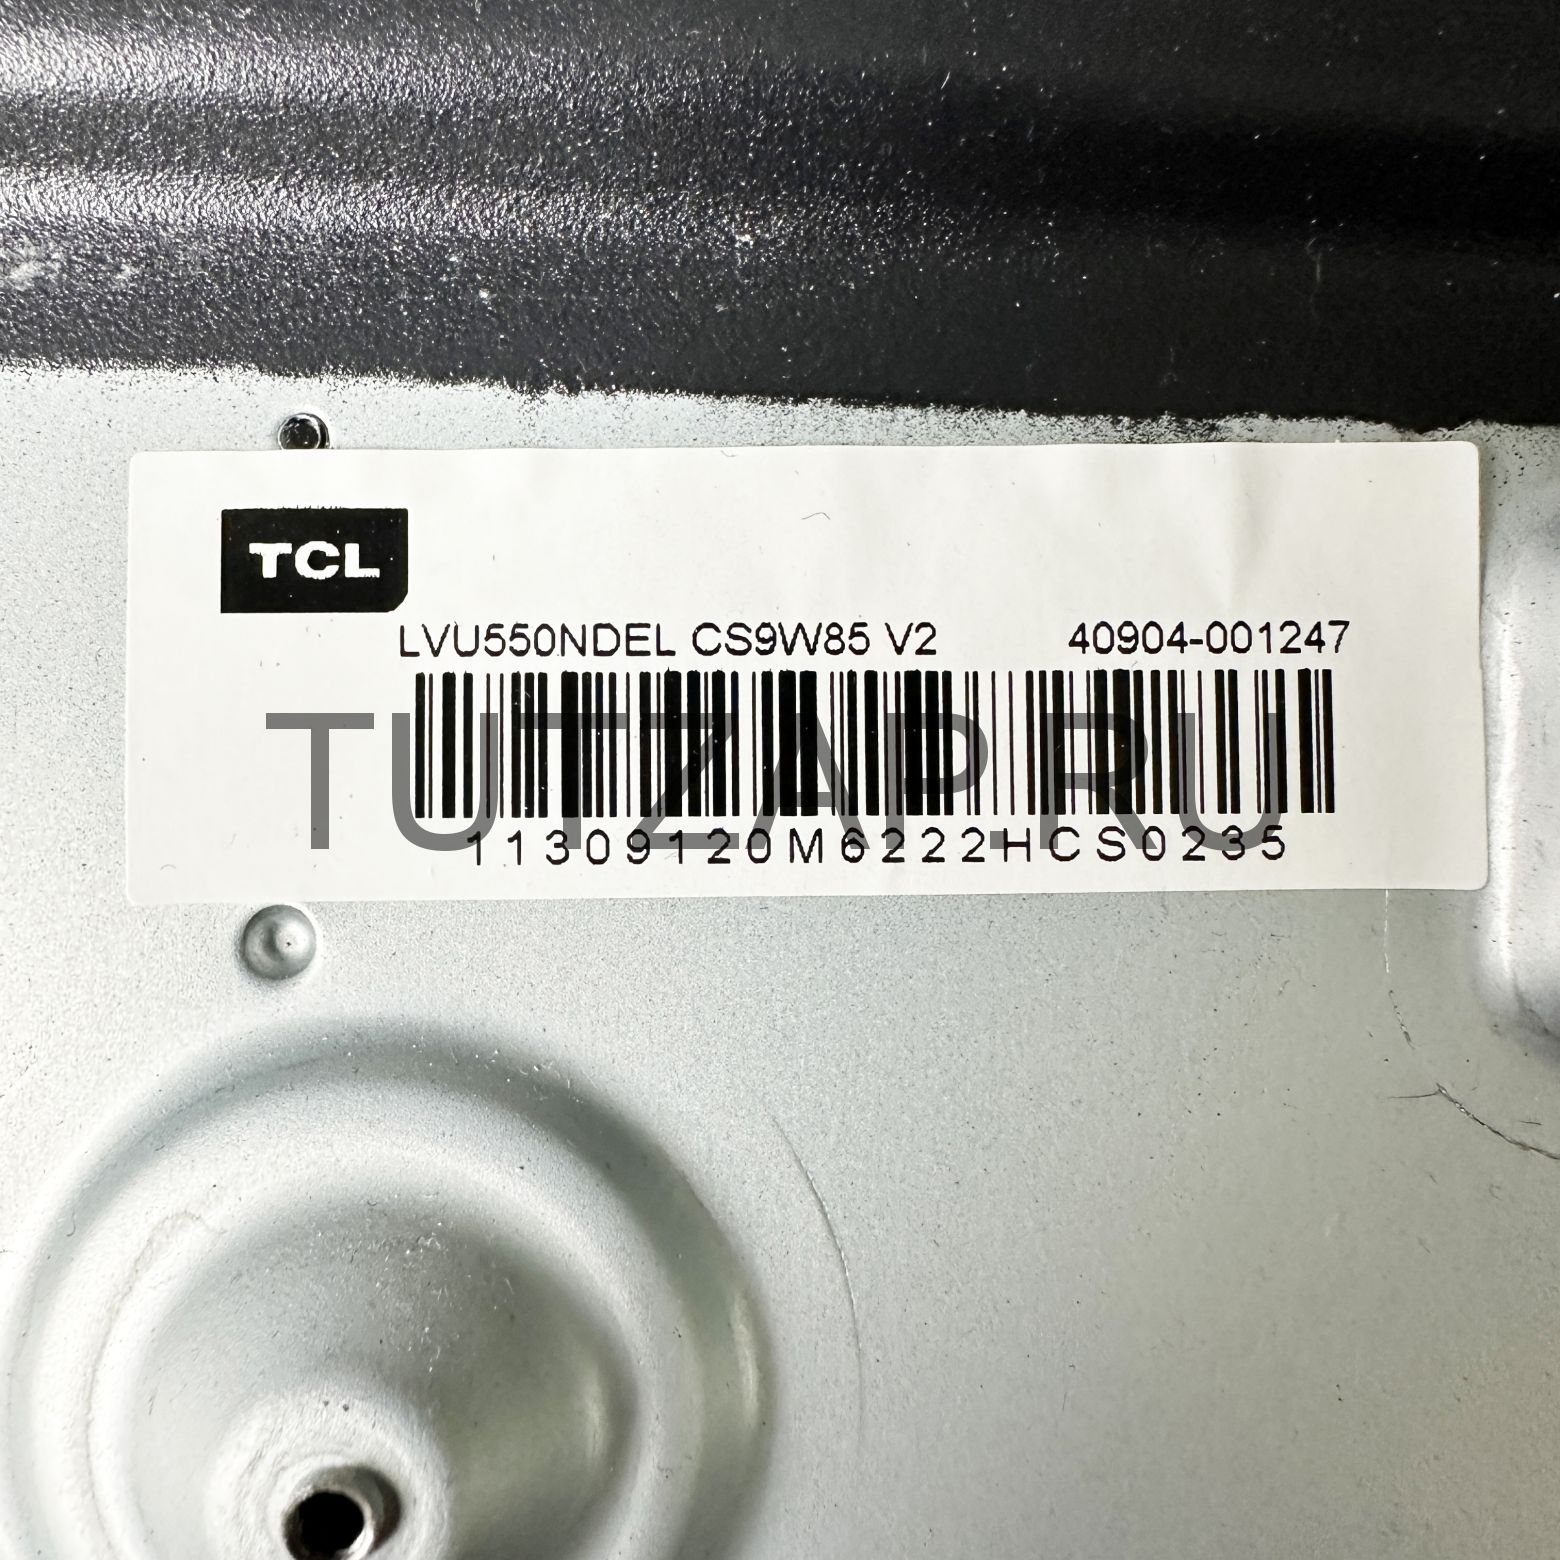 TCL
LVU550NDEL CS9W85 V2 40904-001247
TUTZAP.RU
11309120M6222HCS0235